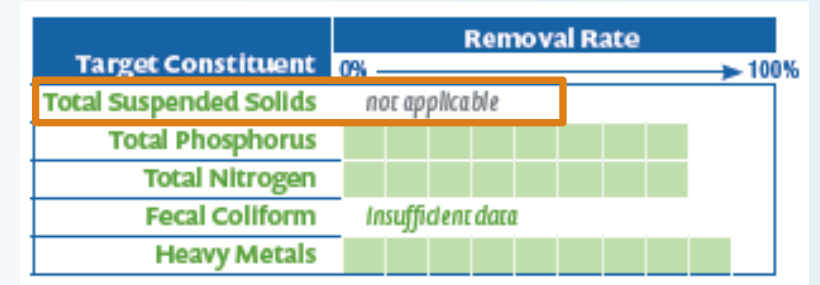 Removal Rate
Target Constituent 0% 100%
Total Suspended Solids not applicable
Total Phosphorus
Total Nitrogen
Fecal Coliform Insufficient data
Heavy Metals